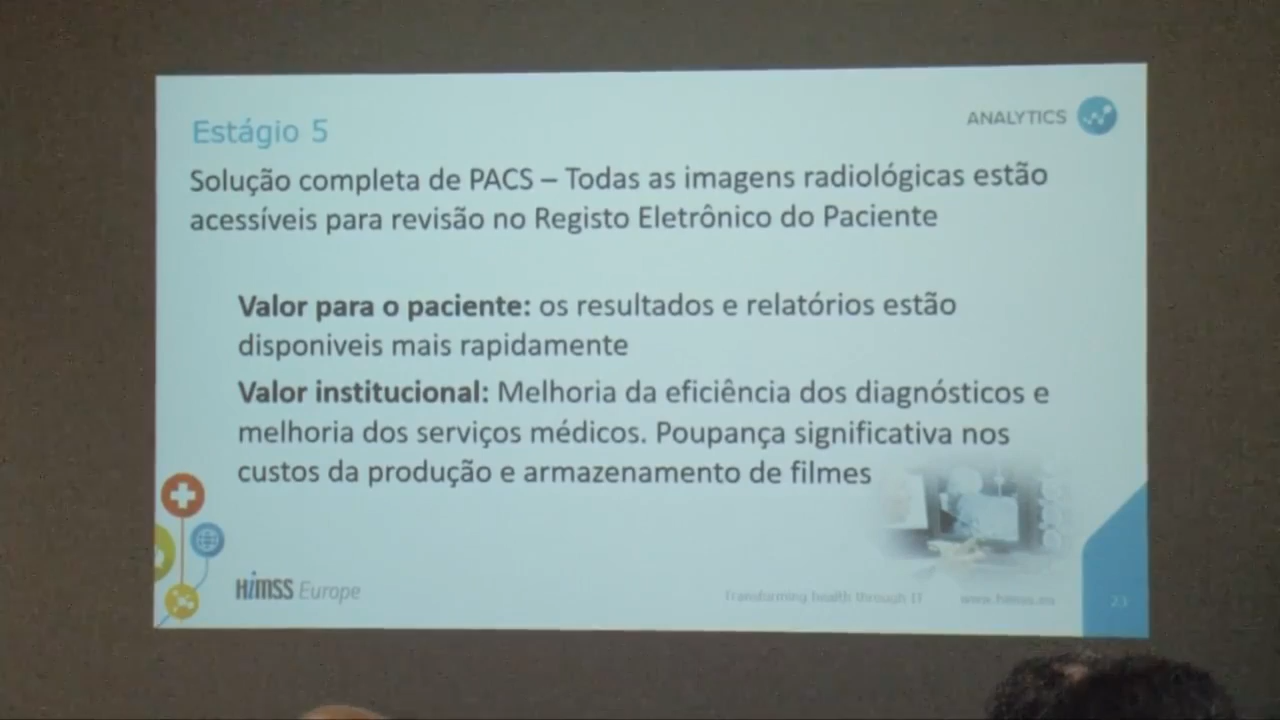 Estágio 5
ANALYTICS
Solução completa de PACS – Todas as imagens radiológicas estão
acessíveis para revisão no Registo Eletrônico do Paciente
Valor para o paciente: os resultados e relatórios estão
disponiveis mais rapidamente
Valor institucional: Melhoria da eficiência dos diagnósticos e
melhoria dos serviços médicos. Poupança significativa nos
custos da produção e armazenamento de filmes
HiMSS Europe
Transforming health through IT
www.himss.eu
23